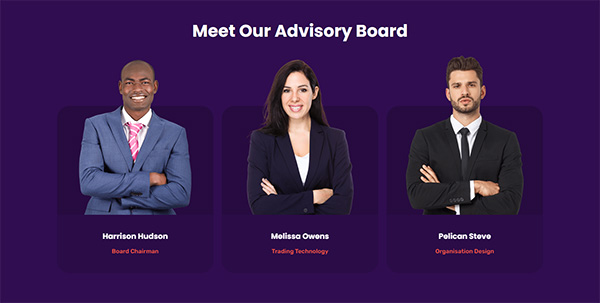 Meet Our Advisory Board
Harrison Hudson
Board Chairman
Melissa Owens
Trading Technology
Pelican Steve
Organisation Design